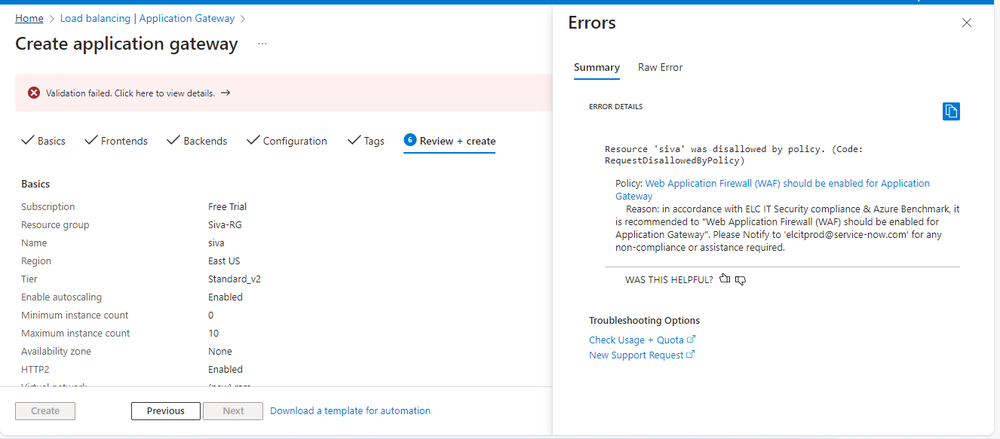 Home > Load balancing | Application Gateway >
Create application gateway ...
Validation failed. Click here to view details. →
Basics
Frontends
Backends
Configuration
Tags
6 Review + create
Basics
Subscription Free Trial
Resource group Siva-RG
Name siva
Region East US
Tier Standard_v2
Enable autoscaling Enabled
Minimum instance count 0
Maximum instance count 10
Availability zone None
HTTP2 Enabled
Virtual network (new)
Create
Previous
Next
Download a template for automation
Errors
Summary
Raw Error
ERROR DETAILS
Resource 'siva' was disallowed by policy. (Code:
RequestDisallowedByPolicy)
Policy: Web Application Firewall (WAF) should be enabled for Application
Gateway
Reason: in accordance with ELC IT Security compliance & Azure Benchmark, it
is recommended to "Web Application Firewall (WAF) should be enabled for
Application Gateway". Please Notify to 'elcitprod@service-now.com' for any
non-compliance or assistance required.
WAS THIS HELPFUL?
Troubleshooting Options
Check Usage + Quota
New Support Request